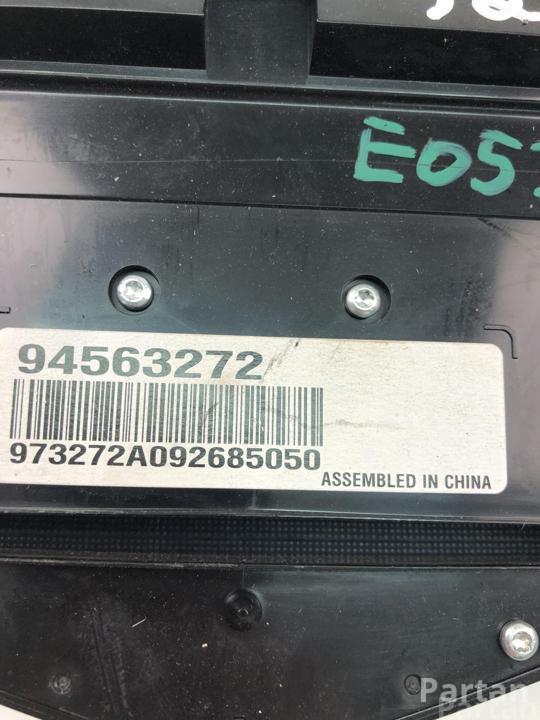 E05
94563272
973272A092685050
ASSEMBLED IN CHINA
Partan